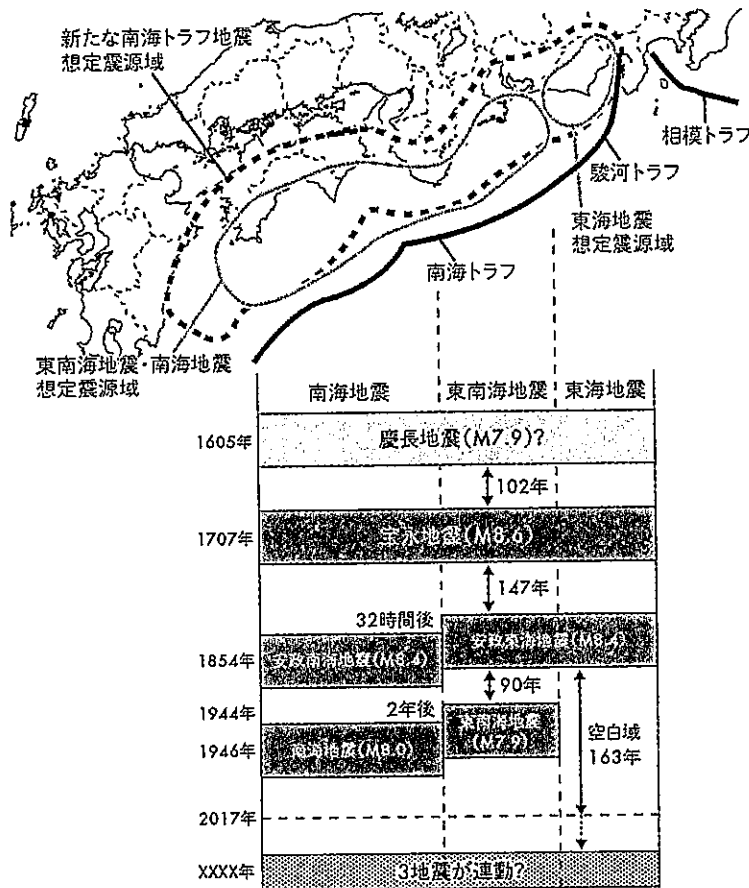 新たな南海トラフ地震
想定震源域
相模トラフ
駿河トラフ
東海地震
想定震源域
南海トラフ
東南海地震・南海地震
想定震源域
南海地震
東南海地震
東海地震
1605年
慶長地震(M7.9)?
102年
1707年
宝永地震(M8.6)
147年
32時間後
安政東海地震(M8.4)
1854年
安政南海地震(M8.4)
90年
1944年
2年後
東南海地震
(M7.9)
空白域
163年
1946年
南海地震(M8.0)
2017年
XXXX年
3地震が連動?